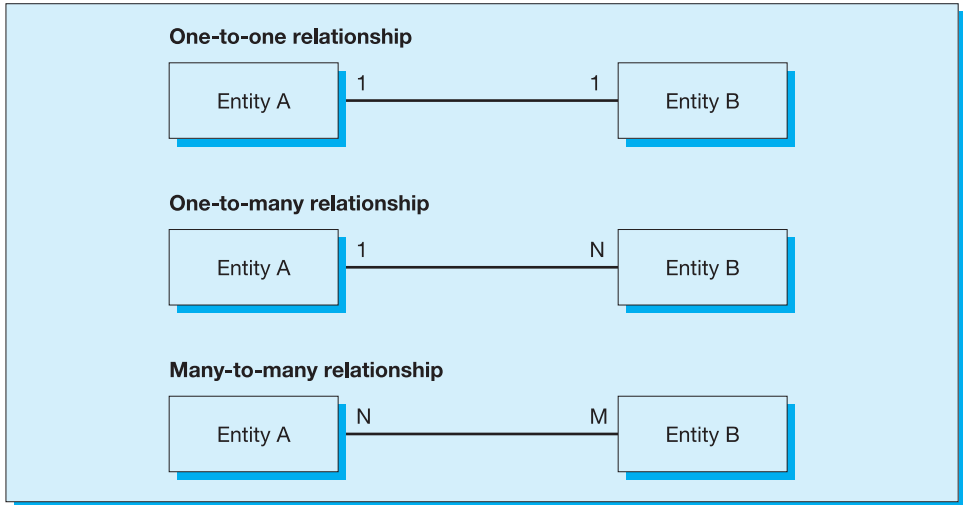 One-to-one relationship
Entity A
1
1
Entity B
One-to-many relationship
Entity A
1
N
Entity B
Many-to-many relationship
Entity A
N
M
Entity B